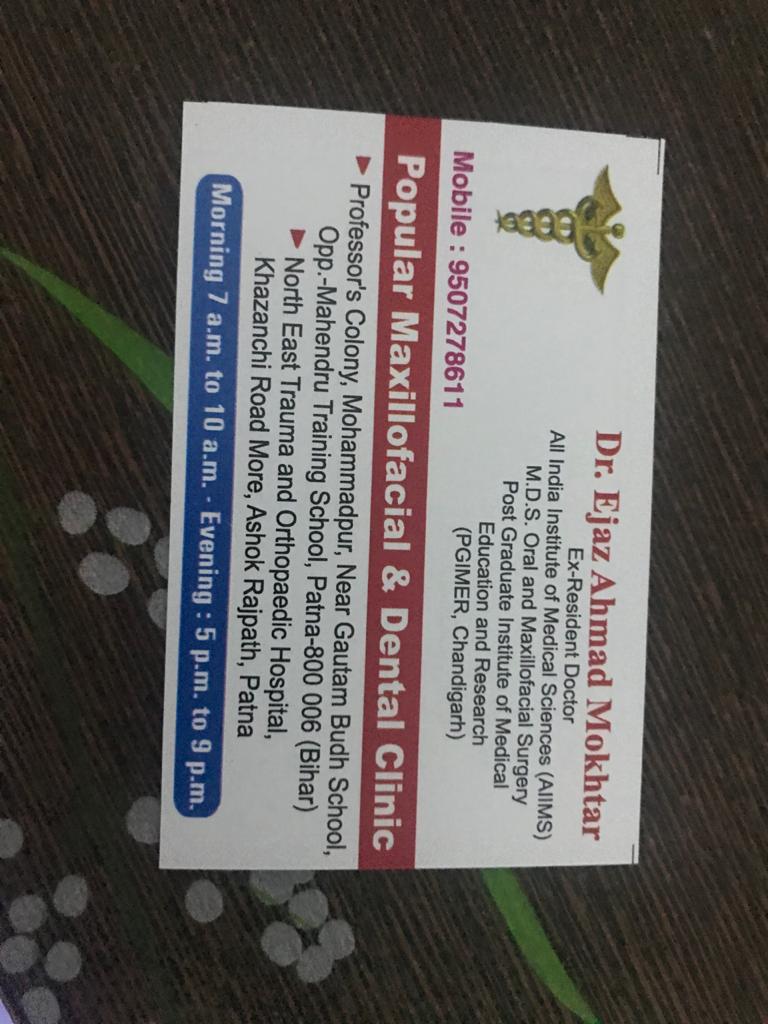 Dr. Ejaz Ahmad Mokhtar
Ex-Resident Doctor
All India Institute of Medical Sciences (AIIMS)
M.D.S. Oral and Maxillofacial Surgery
Post Graduate Institute of Medical
Education and Research
(PGIMER, Chandigarh)
Mobile : 9507278611
Popular Maxillofacial & Dental Clinic
► Professor's Colony, Mohammadpur, Near Gautam Budh School,
Opp.-Mahendru Training School, Patna-800 006 (Bihar)
► North East Trauma and Orthopaedic Hospital,
Khazanchi Road More, Ashok Rajpath, Patna
Morning 7 a.m. to 10 a.m. - Evening : 5 p.m. to 9 p.m.